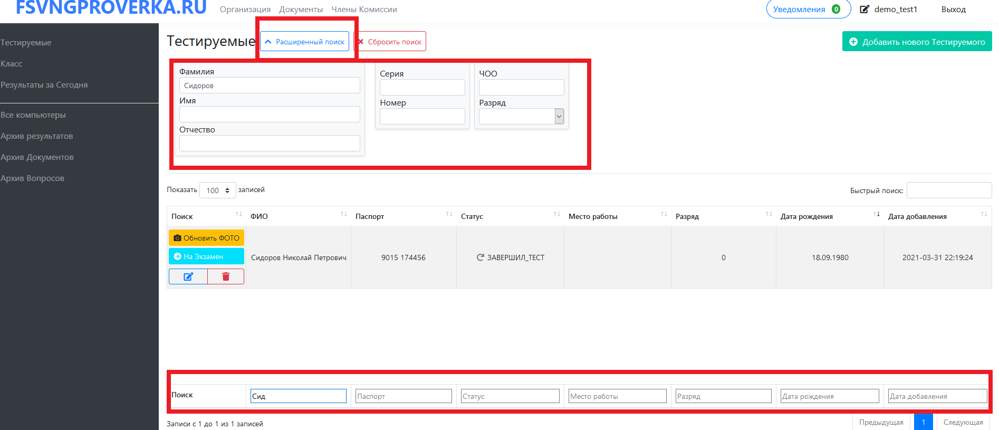 FSVNGPROVERKA.RU Организация Документы Члены Комиссии Уведомления 0 demo_test1 Выход
Тестируемые
Класс
Результаты за Сегодня
Все компьютеры
Архив результатов
Архив Документов
Архив Вопросов
Тестируемые Расширенный поиск Сбросить поиск Добавить нового Тестируемого
Фамилия
Сидоров
Имя
Отчество
Серия
Номер
ЧОО
Разряд
Показать 100 записей Быстрый поиск:
Поиск ФИО Паспорт Статус Место работы Разряд Дата рождения Дата добавления
Обновить ФОТО
На Экзамен
Сидоров Николай Петрович 9015 174456 ЗАВЕРШИЛ_ТЕСТ 0 18.09.1980 2021-03-31 22:19:24
Поиск Сид Паспорт Статус Место работы Разряд Дата рождения Дата добавления
Записи с 1 до 1 из 1 записей Предыдущая 1 Следующая